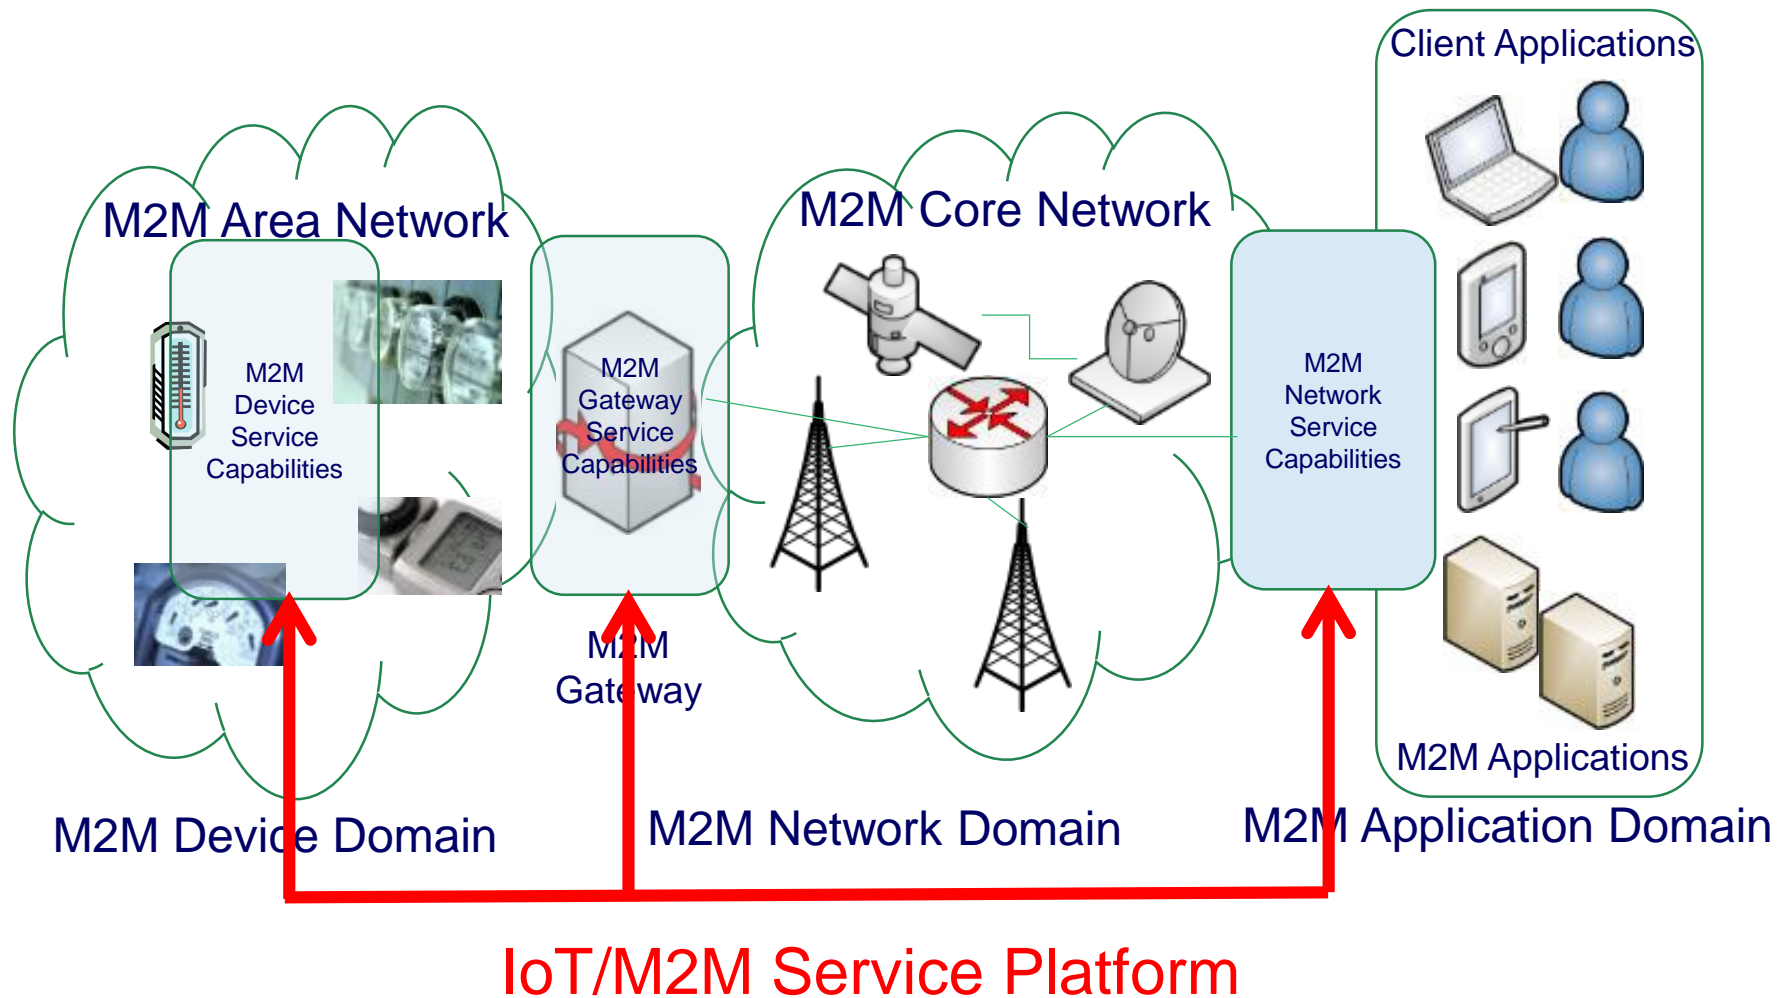 Client Applications
M2M Area Network
M2M Core Network
M2M
Device
Service
Capabilities
M2M
Gateway
Service
Capabilities
M2M
Network
Service
Capabilities
M2M
Gateway
M2M Applications
M2M Device Domain
M2M Network Domain
M2M Application Domain
IoT/M2M Service Platform